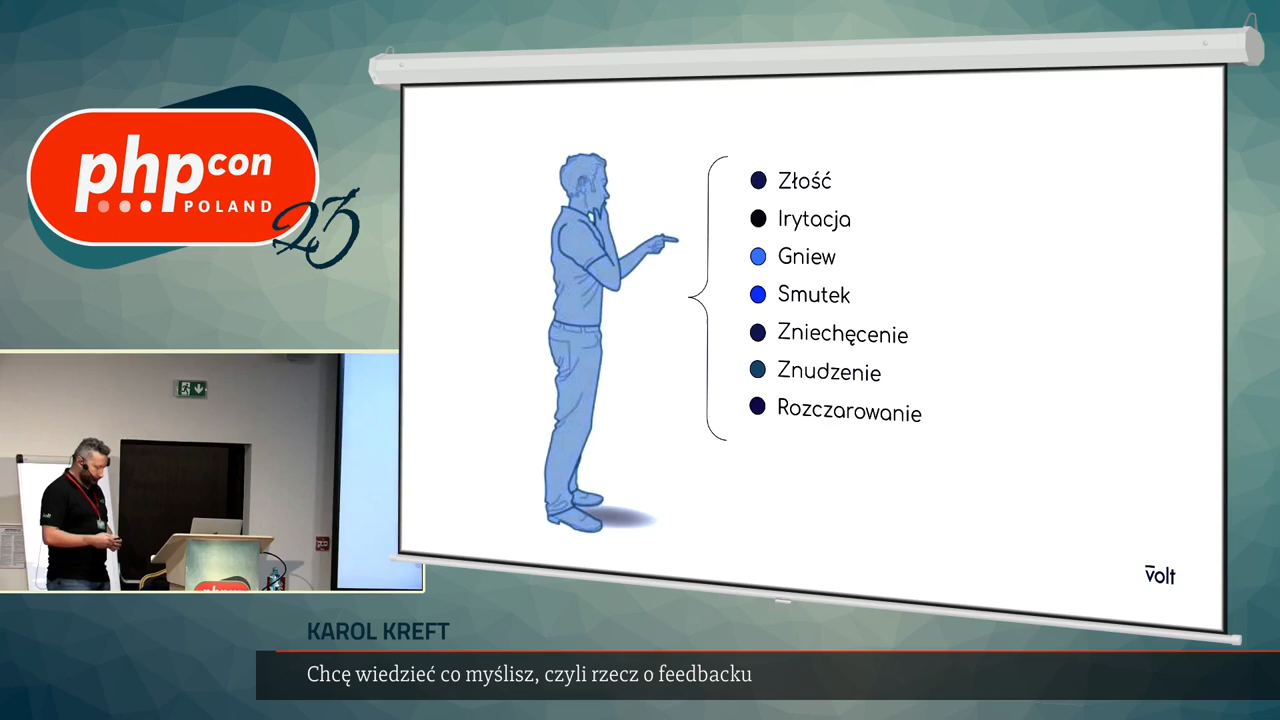 phpcon
POLAND
23
Złość
Irytacja
Gniew
Smutek
Zniechęcenie
Znudzenie
Rozczarowanie
volt
KAROL KREFT
Chcę wiedzieć co myślisz, czyli rzecz o feedbacku